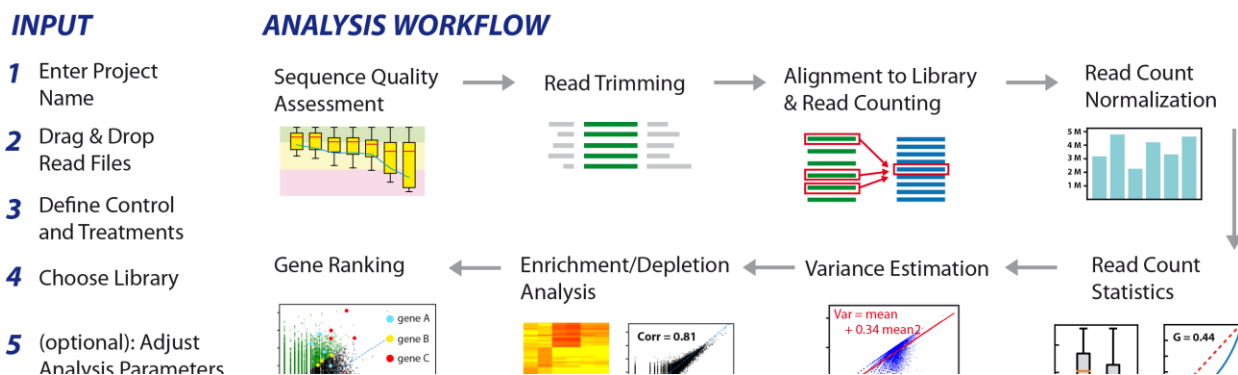 INPUT
1 Enter Project
Name
2 Drag & Drop
Read Files
3 Define Control
and Treatments
4 Choose Library
5 (optional): Adjust
Analysis Parameters
ANALYSIS WORKFLOW
Sequence Quality
Assessment
Read Trimming
Alignment to Library
& Read Counting
Read Count
Normalization
5 M
4 M
3 M
2 M
1 M
Read Count
Statistics
G = 0.44
Variance Estimation
Var = mean
+ 0.34 mean2
Enrichment/Depletion
Analysis
Corr = 0.81
Gene Ranking
gene A
gene B
gene C